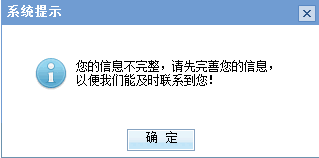 系统提示
您的信息不完整，请先完善您的信息，
以便我们能及时联系到您！
确 定